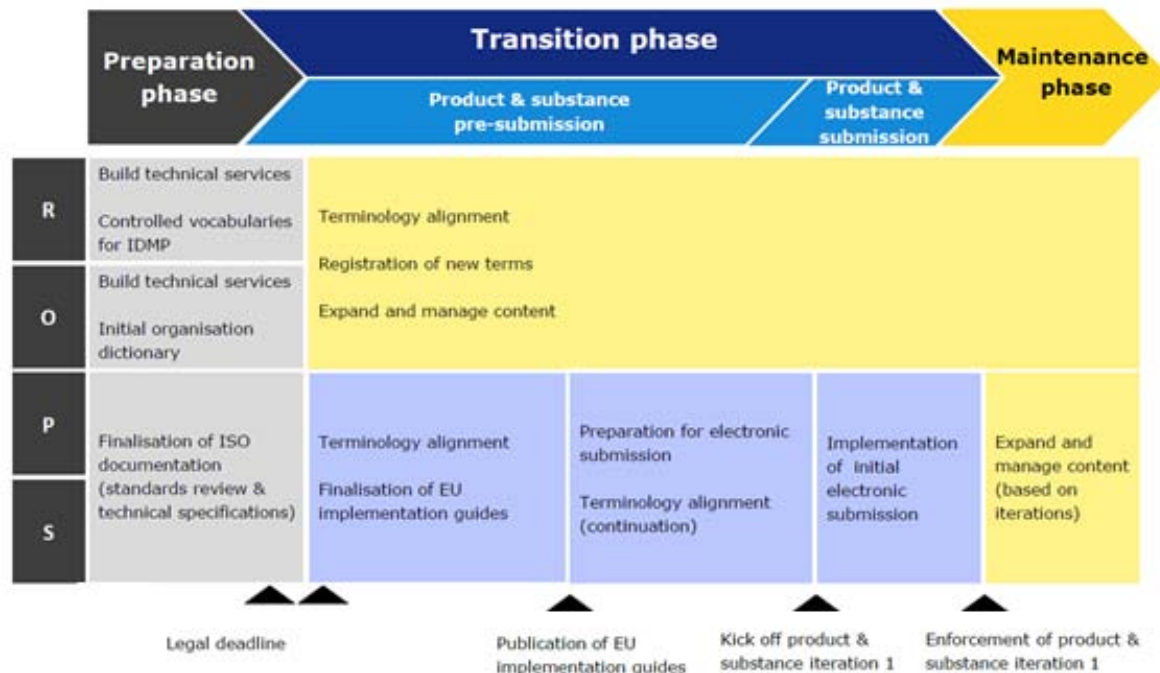 Preparation
phase
Transition phase
Maintenance
phase
Product & substance
pre-submission
Product &
substance
submission
R
Build technical services
Controlled vocabularies
for IDMP
O
Build technical services
Initial organisation
dictionary
Terminology alignment
Registration of new terms
Expand and manage content
P
S
Finalisation of ISO
documentation
(standards review &
technical specifications)
Terminology alignment
Finalisation of EU
implementation guides
Preparation for electronic
submission
Terminology alignment
(continuation)
Implementation
of initial
electronic
submission
Expand and
manage content
(based on
iterations)
Legal deadline
Publication of EU
implementation guides
Kick off product &
substance iteration 1
Enforcement of product &
substance iteration 1